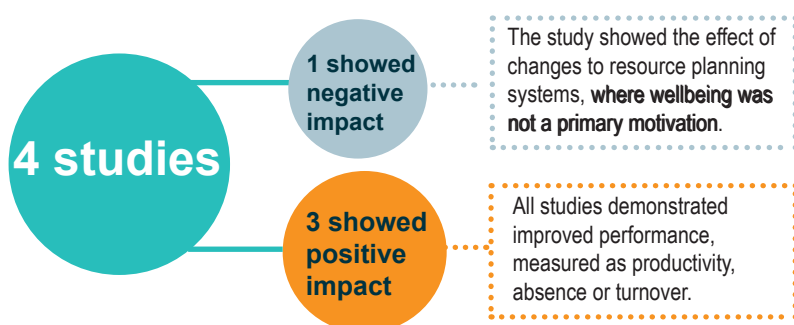 4 studies
1 showed
negative
impact
The study showed the effect of
changes to resource planning
systems, where wellbeing was
not a primary motivation.
3 showed
positive
impact
All studies demonstrated
improved performance,
measured as productivity,
absence or turnover.